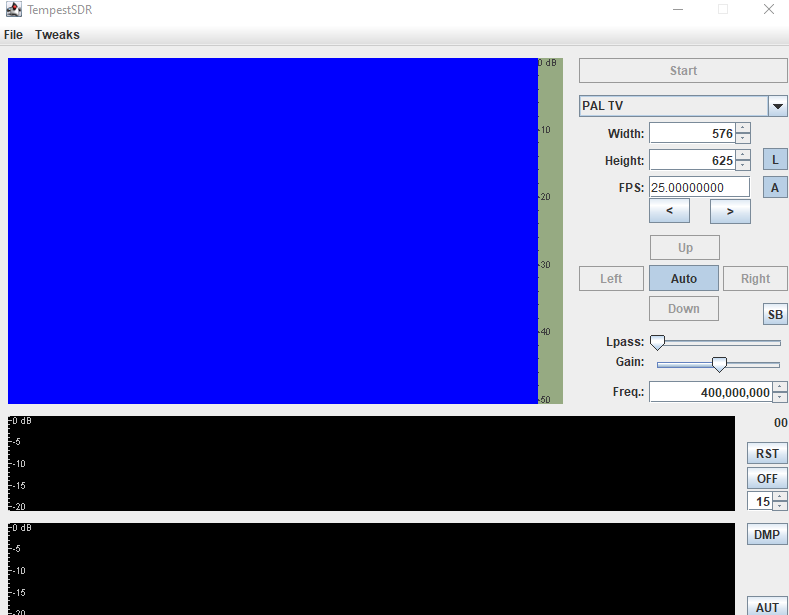 TempestSDR
File Tweaks
0 dB
-10
-20
-30
-40
-50
Start
PAL TV
Width: 576
Height: 625 L
FPS: 25.00000000 A
< >
Up
Left Auto Right
Down
SB
Lpass:
Gain:
Freq.: 400,000,000
0 dB
-5
-10
-15
-20
00
RST
OFF
15
0 dB
-5
-10
-15
-20
DMP
AUT